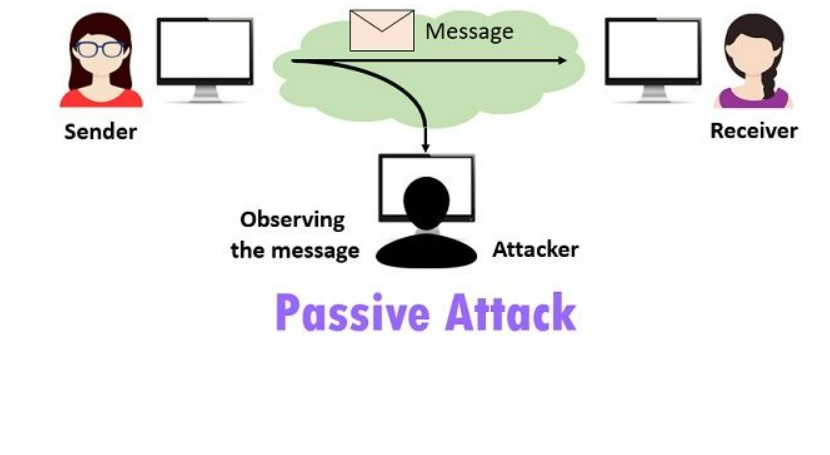 Message
Sender
Receiver
Observing
the message
Attacker
Passive Attack